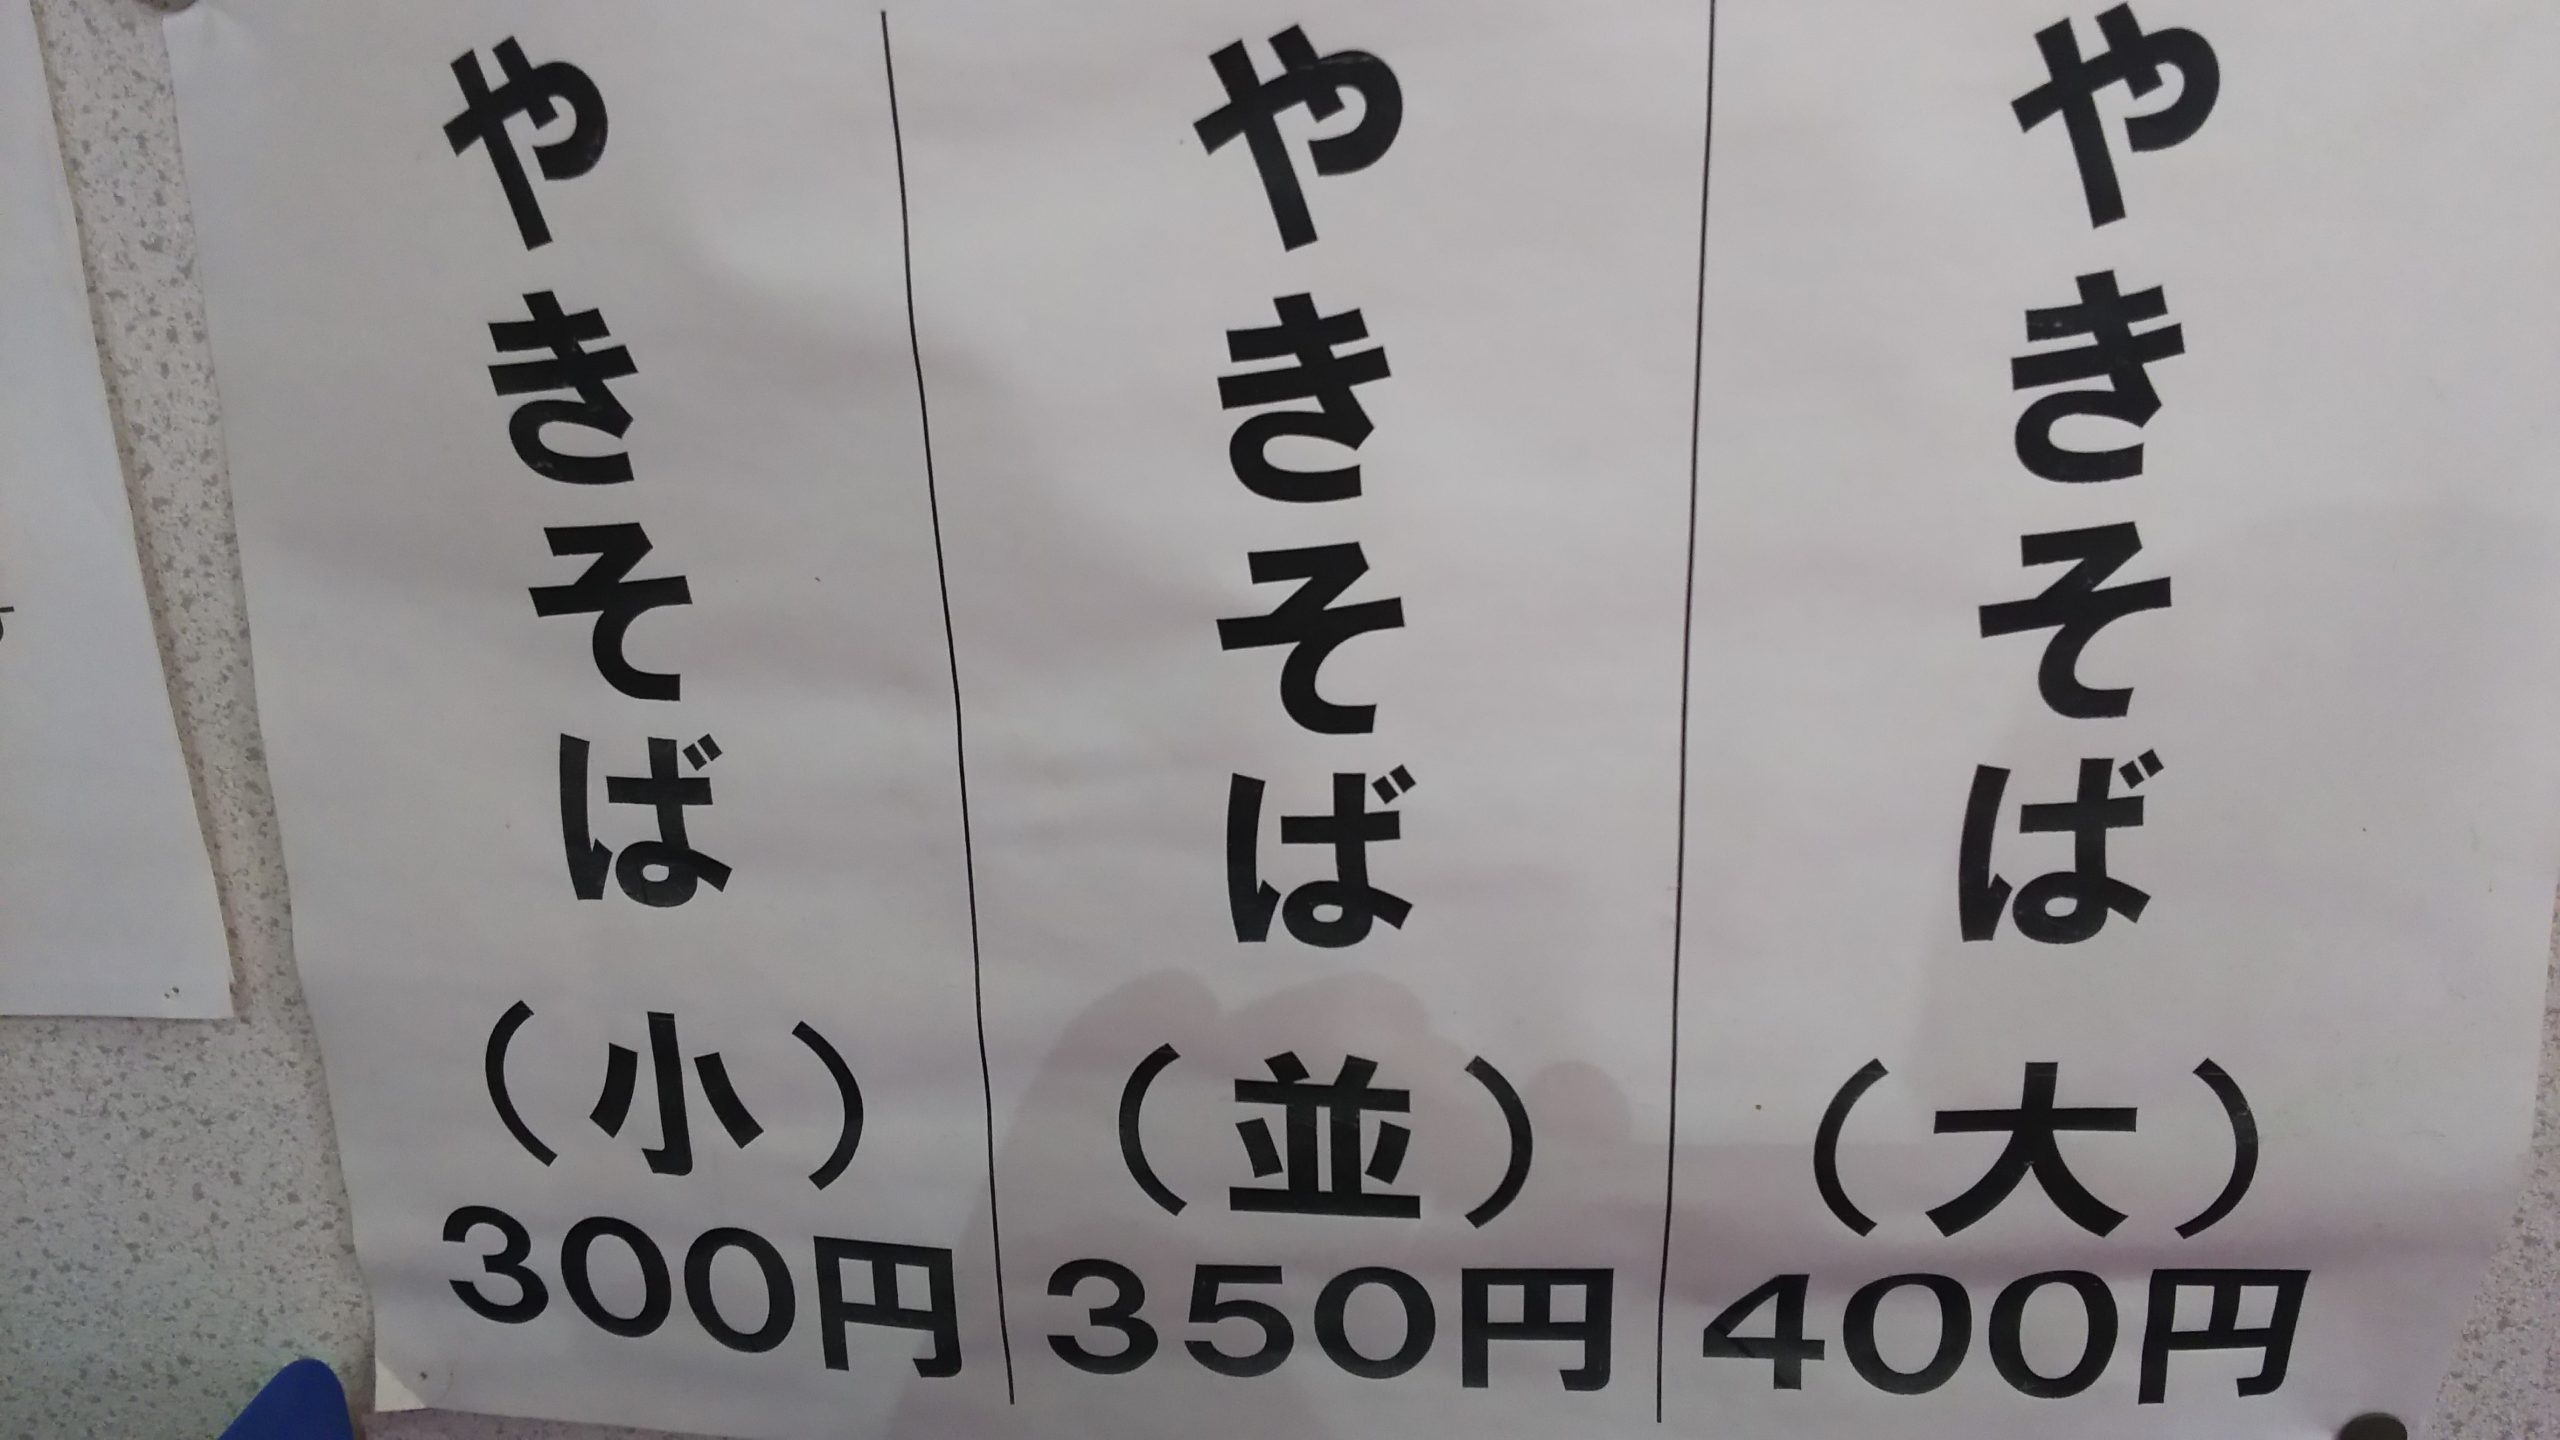 やきそば
（大）
400円
やきそば
（並）
350円
やきそば
（小）
300円